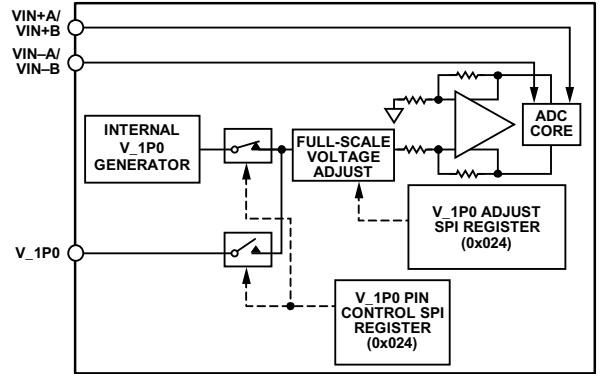 VIN+A/
VIN+B
VIN–A/
VIN–B
INTERNAL
V_1P0
GENERATOR
FULL-SCALE
VOLTAGE
ADJUST
ADC
CORE
V_1P0 ADJUST
SPI REGISTER
(0x024)
V_1P0
V_1P0 PIN
CONTROL SPI
REGISTER
(0x024)